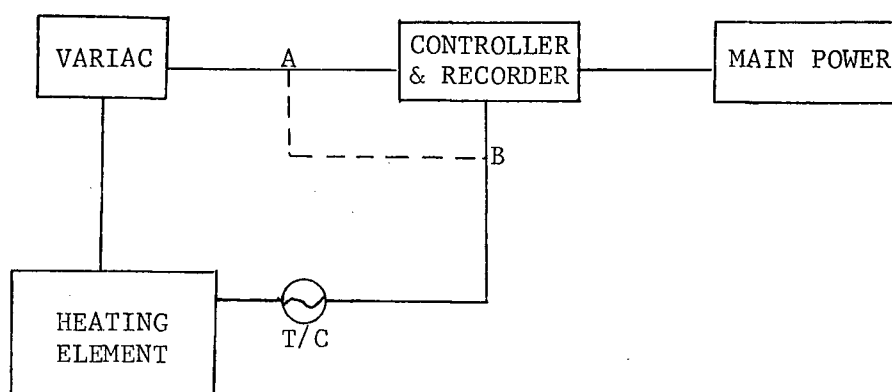 VARIAC
A
CONTROLLER
& RECORDER
MAIN POWER
B
T/C
HEATING
ELEMENT